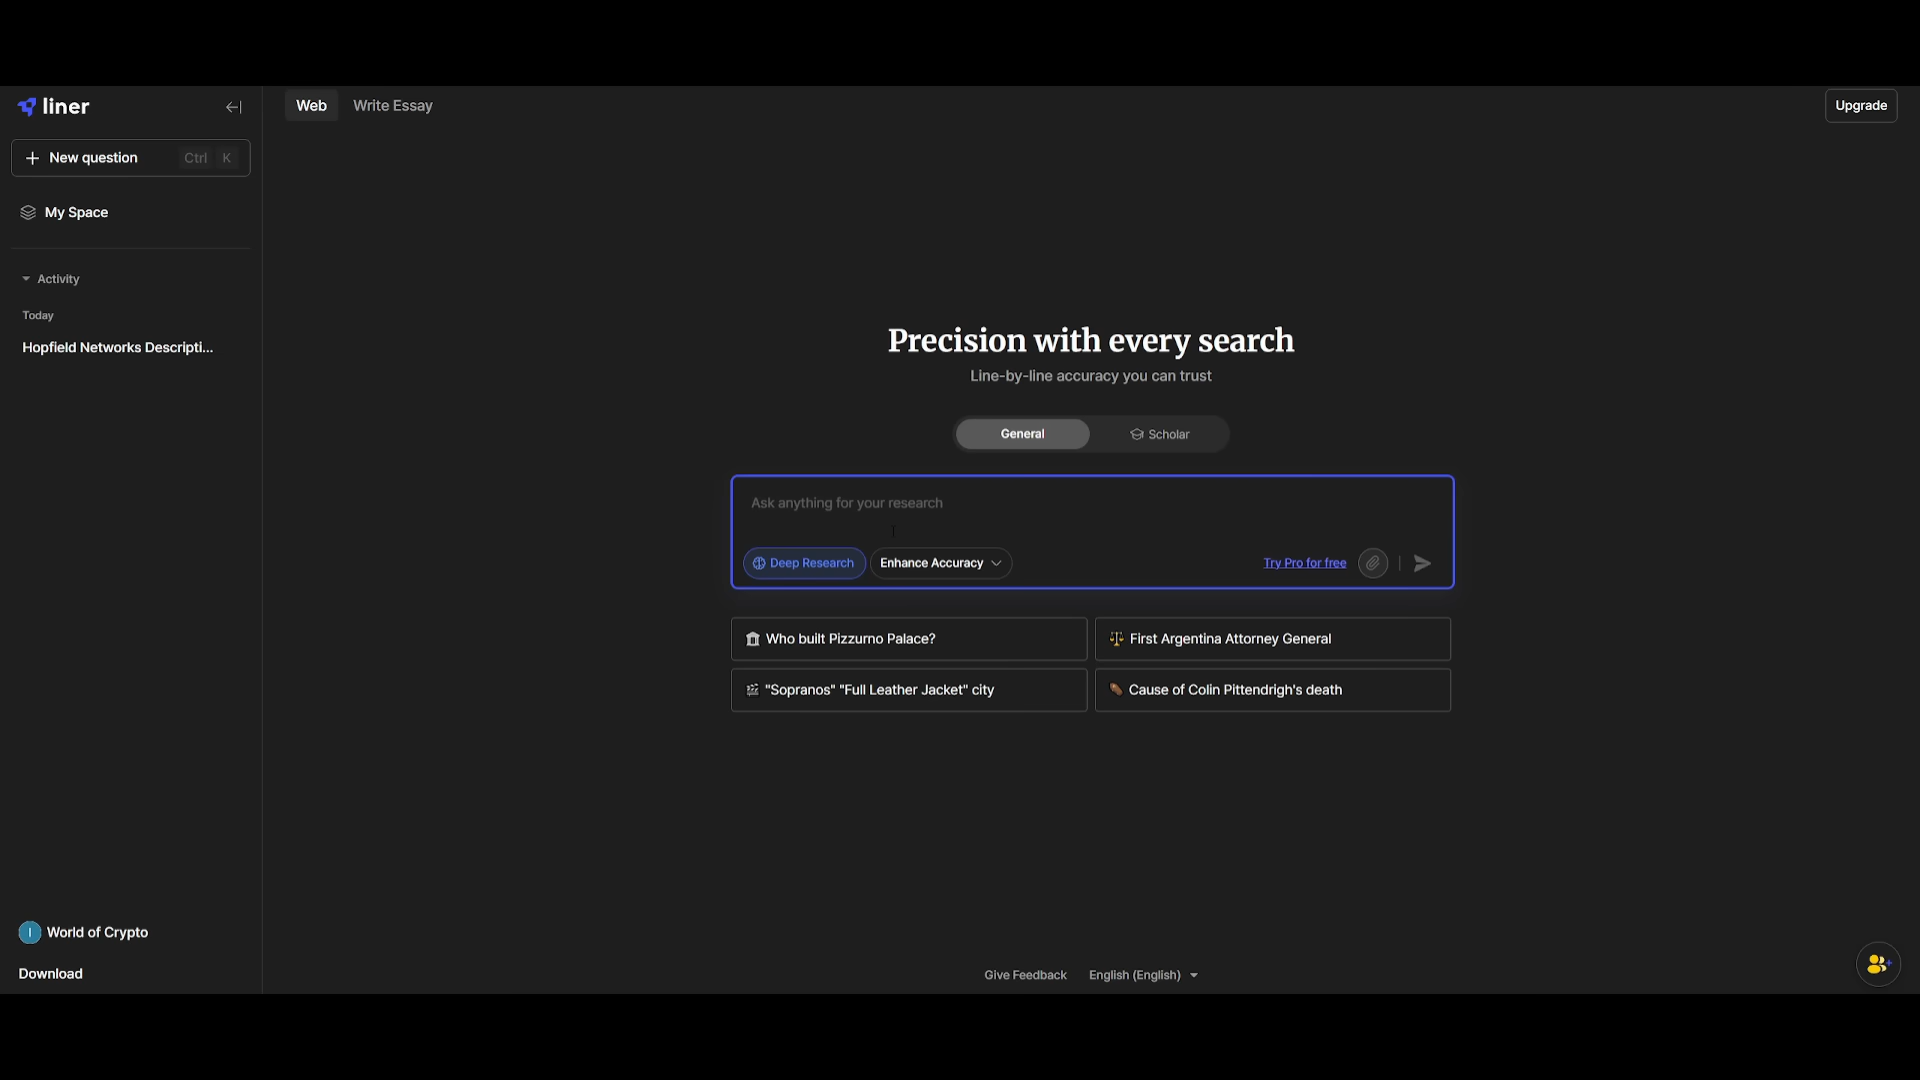 liner
Web
Write Essay
Upgrade
New question Ctrl K
My Space
Activity
Today
Hopfield Networks Descripti...
Precision with every search
Line-by-line accuracy you can trust
General
Scholar
Ask anything for your research
Deep Research
Enhance Accuracy
Try Pro for free
Who built Pizzurno Palace?
First Argentina Attorney General
"Sopranos" "Full Leather Jacket" city
Cause of Colin Pittendrigh's death
I World of Crypto
Download
Give Feedback
English (English)